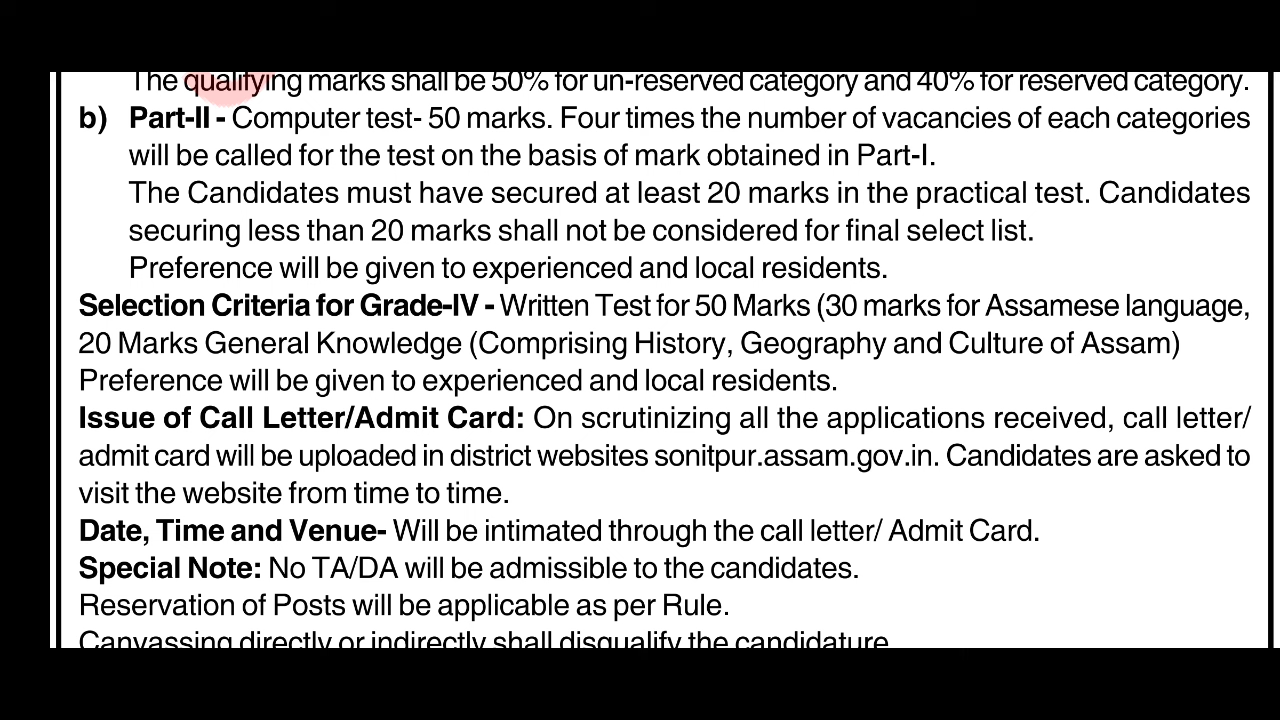 The qualifying marks shall be 50% for un-reserved category and 40% for reserved category.
b) Part-II - Computer test- 50 marks. Four times the number of vacancies of each categories
will be called for the test on the basis of mark obtained in Part-I.
The Candidates must have secured at least 20 marks in the practical test. Candidates
securing less than 20 marks shall not be considered for final select list.
Preference will be given to experienced and local residents.
Selection Criteria for Grade-IV - Written Test for 50 Marks (30 marks for Assamese language,
20 Marks General Knowledge (Comprising History, Geography and Culture of Assam)
Preference will be given to experienced and local residents.
Issue of Call Letter/Admit Card: On scrutinizing all the applications received, call letter/
admit card will be uploaded in district websites sonitpur.assam.gov.in. Candidates are asked to
visit the website from time to time.
Date, Time and Venue- Will be intimated through the call letter/ Admit Card.
Special Note: No TA/DA will be admissible to the candidates.
Reservation of Posts will be applicable as per Rule.
Canvassing directly or indirectly shall disqualify the candidature